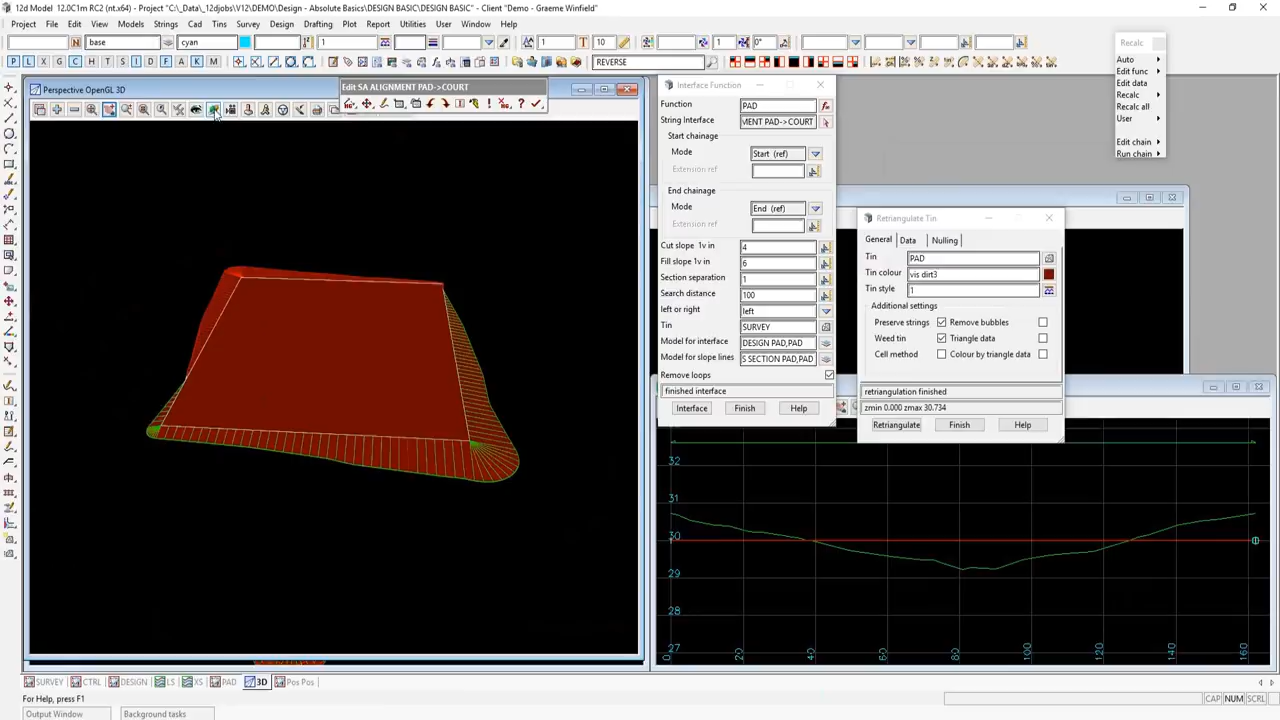 12d Model 12.0C1m RC2 (nt.x64) - Project "C:\_Data\_12djobs\V12\DEMO\Design - Absolute Basics\DESIGN BASIC" - DESIGN BASIC" - Client "Demo - Graeme Winfield"
Project Edit View Models Strings Cad Tins Survey Design Drafting Plot Report Utilities User Window Help
N base cyan 1 1 T 10 1 0°
P L X G C H T S I D F A K M REVERSE
Perspective OpenGL 3D
Edit SA ALIGNMENT PAD->COURT
Interface Function
Function PAD
String Interface MENT PAD->COURT
Start chainage
Mode Start (ref)
Extension ref
End chainage
Mode End (ref)
Extension ref
Cut slope 1v in 4
Fill slope 1v in 6
Section separation 1
Search distance 100
left or right left
Tin SURVEY
Model for interface DESIGN PAD,PAD
Model for slope lines S SECTION PAD,PAD
Remove loops
finished interface
Interface Finish Help
Retriangulate Tin
General Data Nulling
Tin PAD
Tin colour vis dirt3
Tin style 1
Additional settings
Preserve strings Remove bubbles
Weed tin Triangle data
Cell method Colour by triangle data
retriangulation finished
zmin 0.000 zmax 30.734
Retriangulate Finish Help
Recalc
Auto
Edit func
Edit data
Recalc
Recalc all
User
Edit chain
Run chain
32
31
30
29
28
27
0 20 40 60 80 100 120 140 160
SURVEY CTRL DESIGN LS XS PAD 3D Pos Pos
For Help, press F1
CAP NUM SCRL
Output Window Background tasks